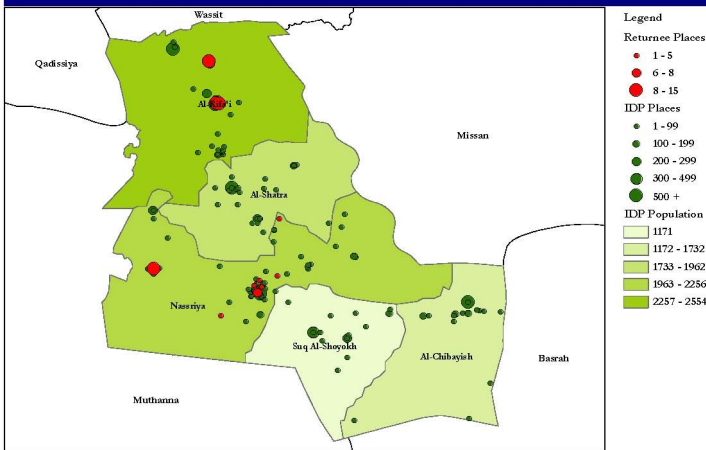 Wassit
Qadissiya
Al-Rifa'i
Missan
Al-Shatra
Nassriya
Suq Al-Shoyokh
Al-Chibayish
Basrah
Muthanna
Legend
Returnee Places
1 - 5
6 - 8
8 - 15
IDP Places
1 - 99
100 - 199
200 - 299
300 - 499
500 +
IDP Population
1171
1172 - 1732
1733 - 1962
1963 - 2256
2257 - 2554